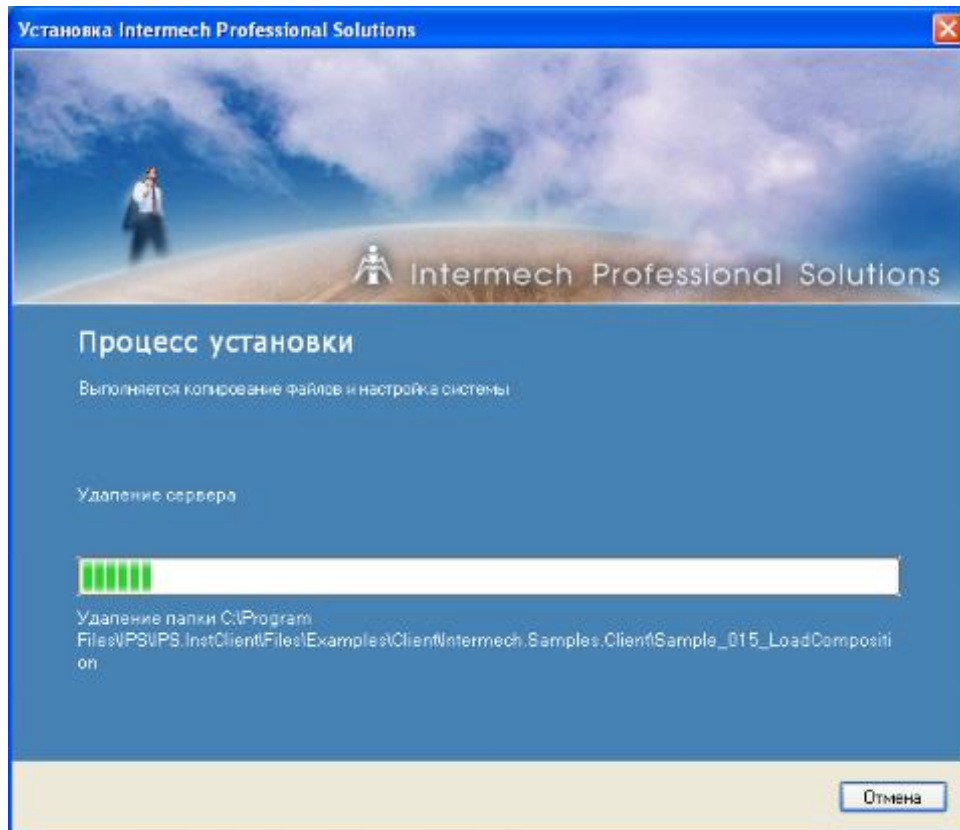 Установка Intermech Professional Solutions
Intermech Professional Solutions
Процесс установки
Выполняется копирование файлов и настройка системы
Удаление сервера
Удаление папки C:\Program
Files\IPS\IPS.InstClient\Files\Examples\Client\Intermech.Samples.Client\Sample_015_LoadCompositi
on
Отмена